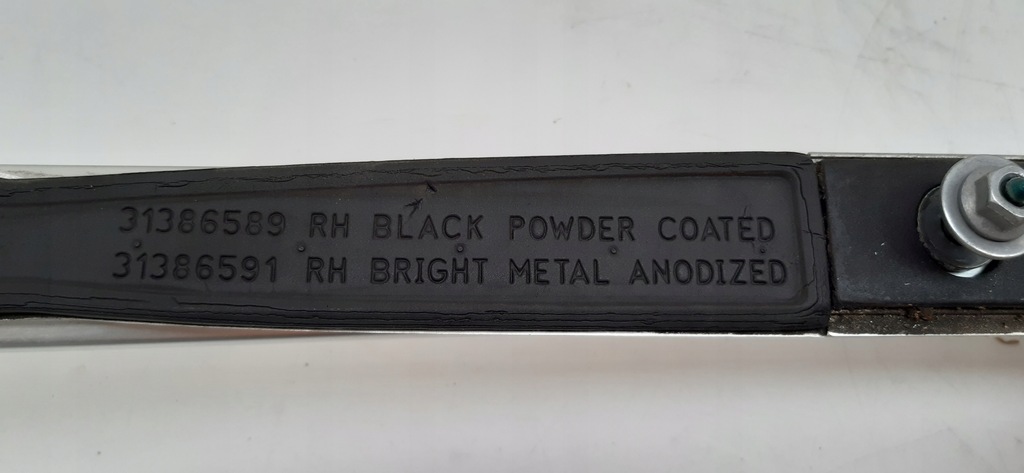 31386589 RH BLACK POWDER COATED
31386591 RH BRIGHT METAL ANODIZED